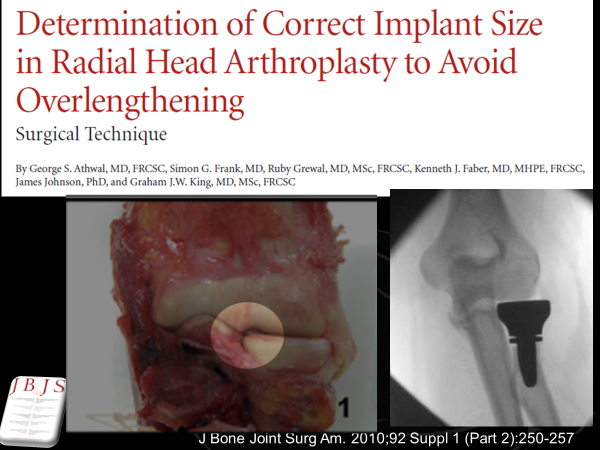 Determination of Correct Implant Size
in Radial Head Arthroplasty to Avoid
Overlengthening
Surgical Technique
By George S. Athwal, MD, FRCSC, Simon G. Frank, MD, Ruby Grewal, MD, MSc, FRCSC, Kenneth J. Faber, MD, MHPE, FRCSC,
James Johnson, PhD, and Graham J.W. King, MD, MSc, FRCSC
1
JBJS
J Bone Joint Surg Am. 2010;92 Suppl 1 (Part 2):250-257